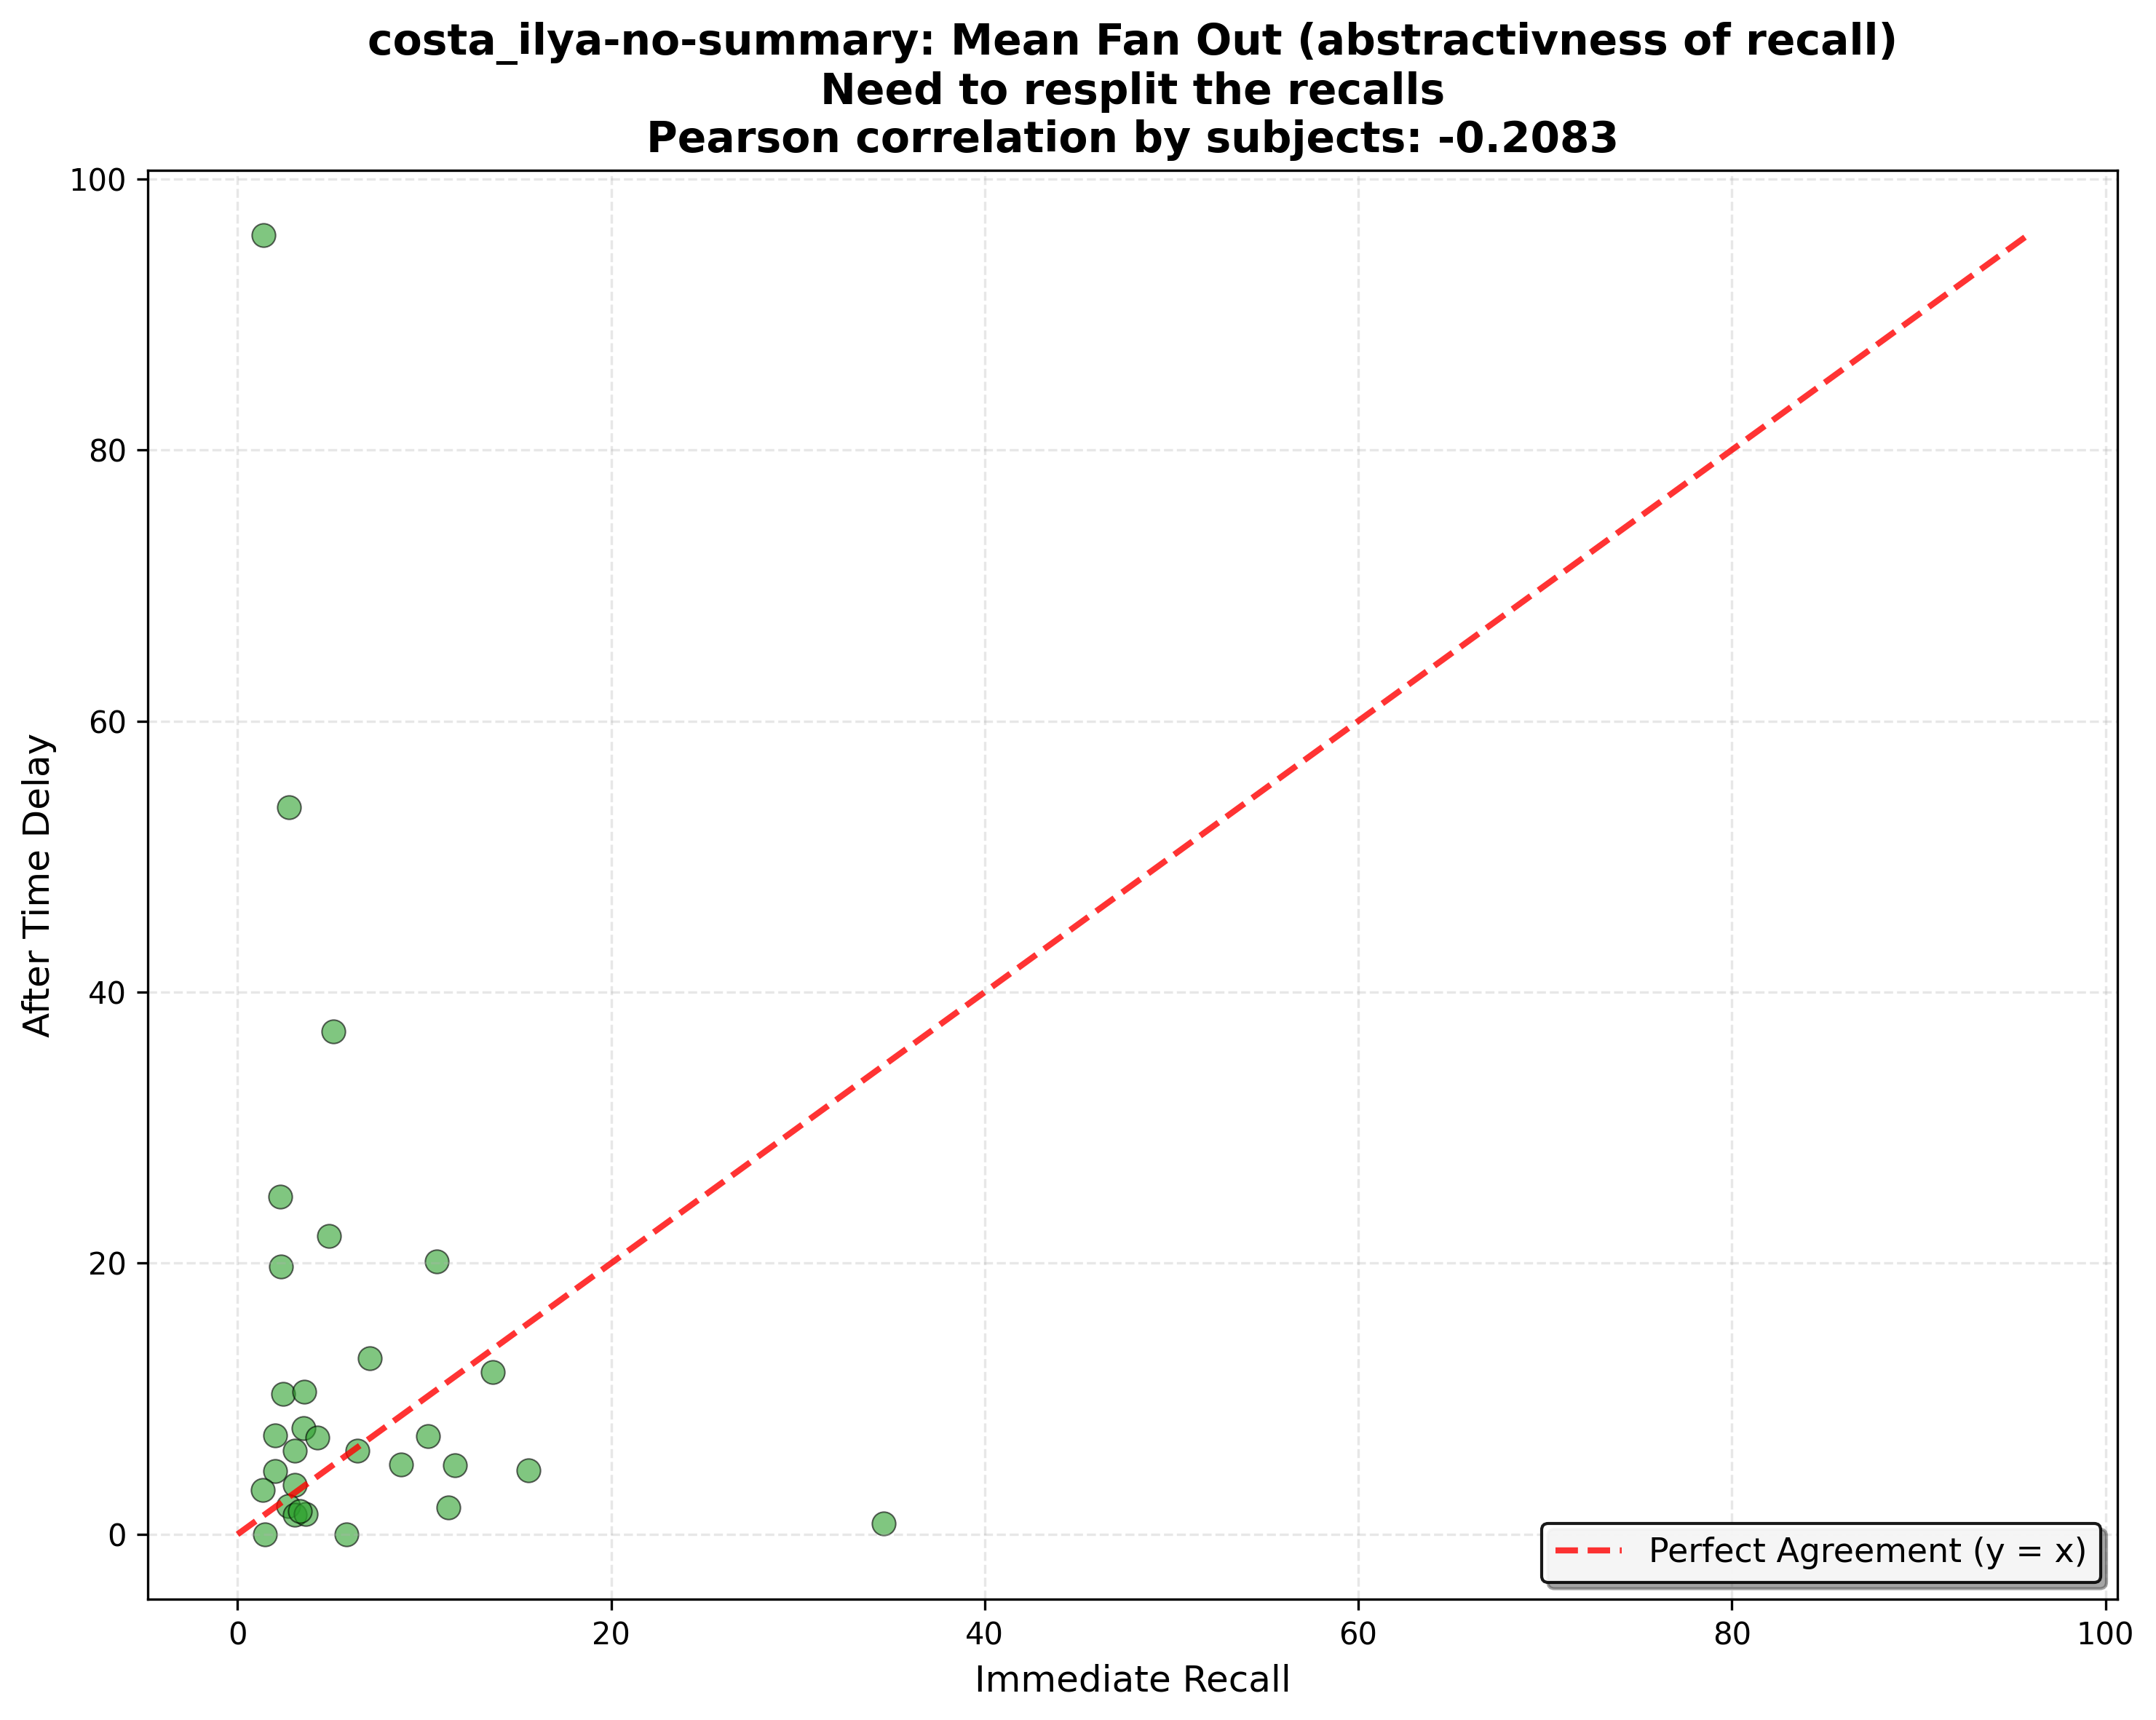 costa_ilya-no-summary: Mean Fan Out (abstractivness of recall)
Need to resplit the recalls
Pearson correlation by subjects: -0.2083
100
80
60
40
20
0
After Time Delay
Perfect Agreement (y = x)
0 20 40 60 80 100
Immediate Recall